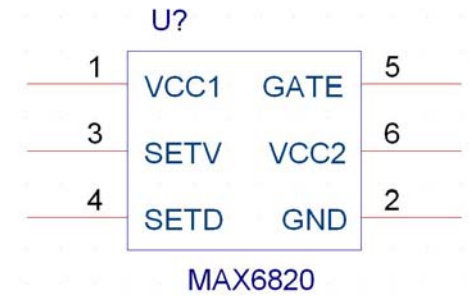 U?
1 VCC1 GATE 5
3 SETV VCC2 6
4 SETD GND 2
MAX6820